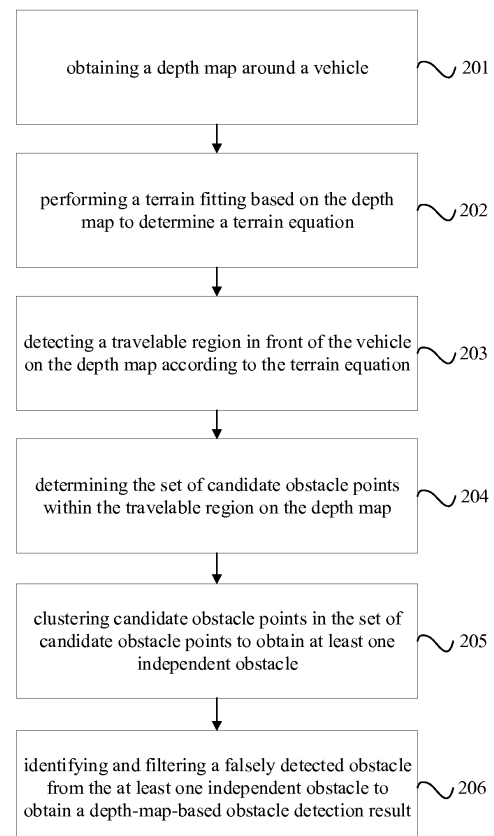 obtaining a depth map around a vehicle
201
performing a terrain fitting based on the depth
map to determine a terrain equation
202
detecting a travelable region in front of the vehicle
on the depth map according to the terrain equation
203
determining the set of candidate obstacle points
within the travelable region on the depth map
204
clustering candidate obstacle points in the set of
candidate obstacle points to obtain at least one
independent obstacle
205
identifying and filtering a falsely detected obstacle
from the at least one independent obstacle to
obtain a depth-map-based obstacle detection result
206